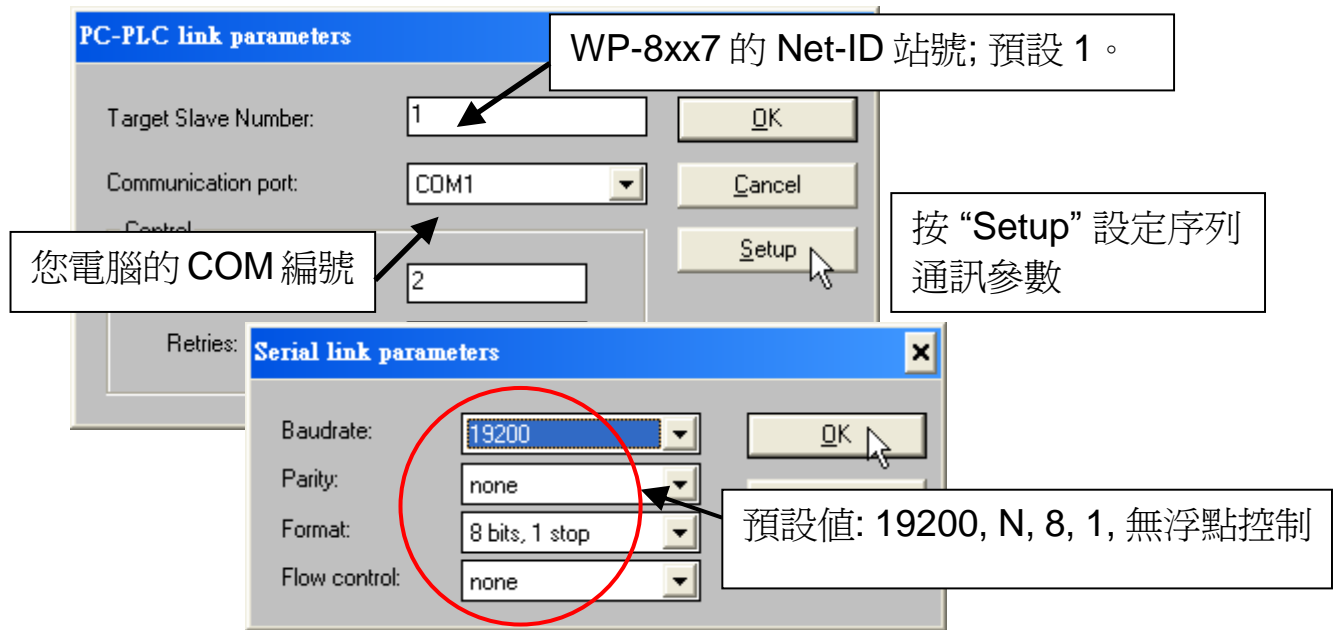 PC-PLC link parameters
WP-8xx7 的 Net-ID 站號; 預設 1。
Target Slave Number:
1
OK
Communication port:
COM1
Cancel
Control
您電腦的 COM 編號
Setup
按 “Setup” 設定序列
通訊參數
2
Retries:
Serial link parameters
Baudrate:
19200
OK
Parity:
none
預設值: 19200, N, 8, 1, 無浮點控制
Format:
8 bits, 1 stop
Flow control:
none